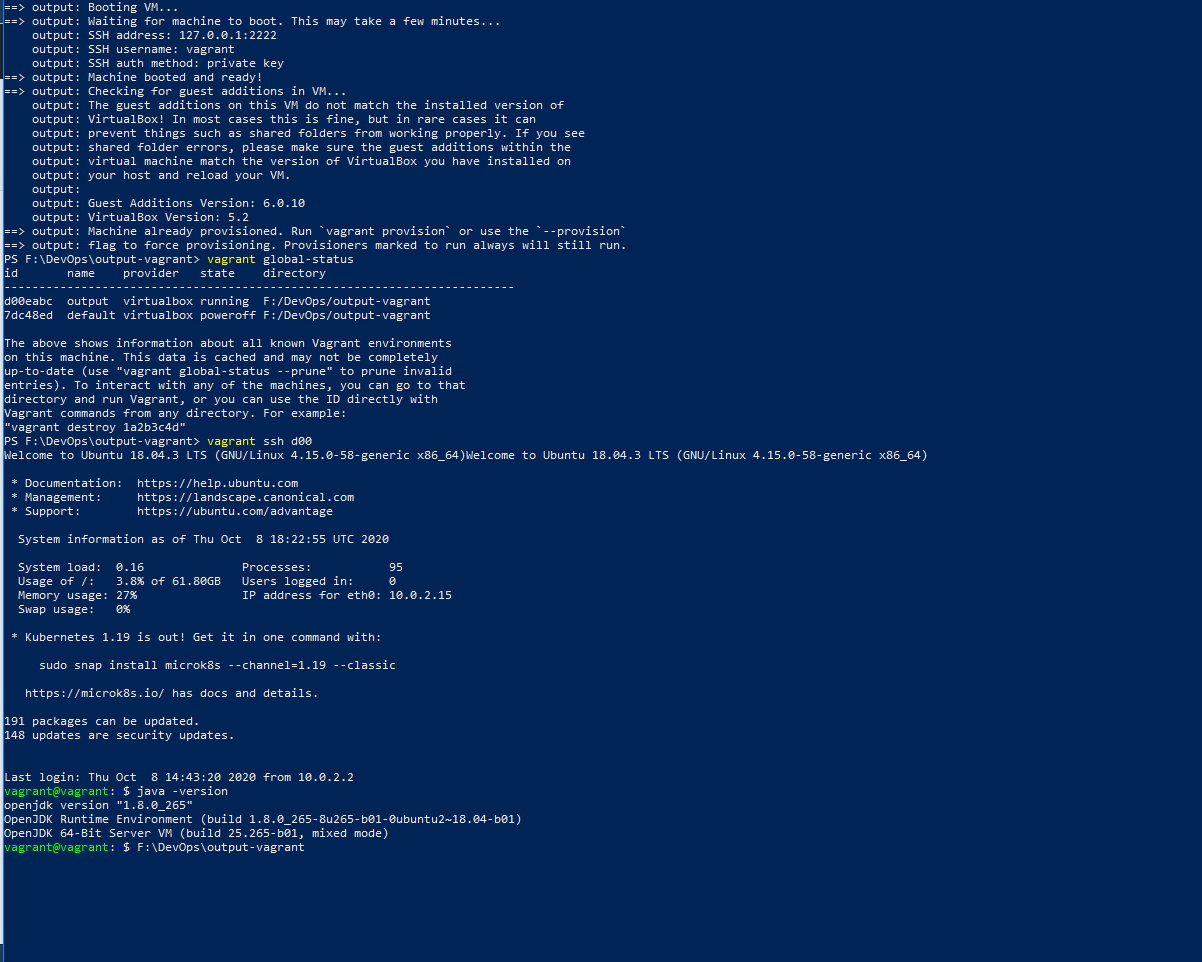 ==> output: Booting VM...
==> output: Waiting for machine to boot. This may take a few minutes...
    output: SSH address: 127.0.0.1:2222
    output: SSH username: vagrant
    output: SSH auth method: private key
==> output: Machine booted and ready!
==> output: Checking for guest additions in VM...
    output: The guest additions on this VM do not match the installed version of
    output: VirtualBox! In most cases this is fine, but in rare cases it can
    output: prevent things such as shared folders from working properly. If you see
    output: shared folder errors, please make sure the guest additions within the
    output: virtual machine match the version of VirtualBox you have installed on
    output: your host and reload your VM.
    output:
    output: Guest Additions Version: 6.0.10
    output: VirtualBox Version: 5.2
==> output: Machine already provisioned. Run `vagrant provision` or use the `--provision`
==> output: flag to force provisioning. Provisioners marked to run always will still run.
PS F:\DevOps\output-vagrant> vagrant global-status
id       name    provider   state    directory
-------------------------------------------------------------------------
d00eabc  output  virtualbox running  F:/DevOps/output-vagrant
7dc48ed  default virtualbox poweroff F:/DevOps/output-vagrant

The above shows information about all known Vagrant environments
on this machine. This data is cached and may not be completely
up-to-date (use "vagrant global-status --prune" to prune invalid
entries). To interact with any of the machines, you can go to that
directory and run Vagrant, or you can use the ID directly with
Vagrant commands from any directory. For example:
"vagrant destroy 1a2b3c4d"
PS F:\DevOps\output-vagrant> vagrant ssh d00
Welcome to Ubuntu 18.04.3 LTS (GNU/Linux 4.15.0-58-generic x86_64)Welcome to Ubuntu 18.04.3 LTS (GNU/Linux 4.15.0-58-generic x86_64)

 * Documentation:  https://help.ubuntu.com
 * Management:     https://landscape.canonical.com
 * Support:        https://ubuntu.com/advantage

  System information as of Thu Oct  8 18:22:55 UTC 2020

  System load:  0.16              Processes:           95
  Usage of /:   3.8% of 61.80GB   Users logged in:     0
  Memory usage: 27%               IP address for eth0: 10.0.2.15
  Swap usage:   0%

 * Kubernetes 1.19 is out! Get it in one command with:

     sudo snap install microk8s --channel=1.19 --classic

   https://microk8s.io/ has docs and details.

191 packages can be updated.
148 updates are security updates.


Last login: Thu Oct  8 14:43:20 2020 from 10.0.2.2
vagrant@vagrant: $ java -version
openjdk version "1.8.0_265"
OpenJDK Runtime Environment (build 1.8.0_265-8u265-b01-0ubuntu2~18.04-b01)
OpenJDK 64-Bit Server VM (build 25.265-b01, mixed mode)
vagrant@vagrant: $ F:\DevOps\output-vagrant